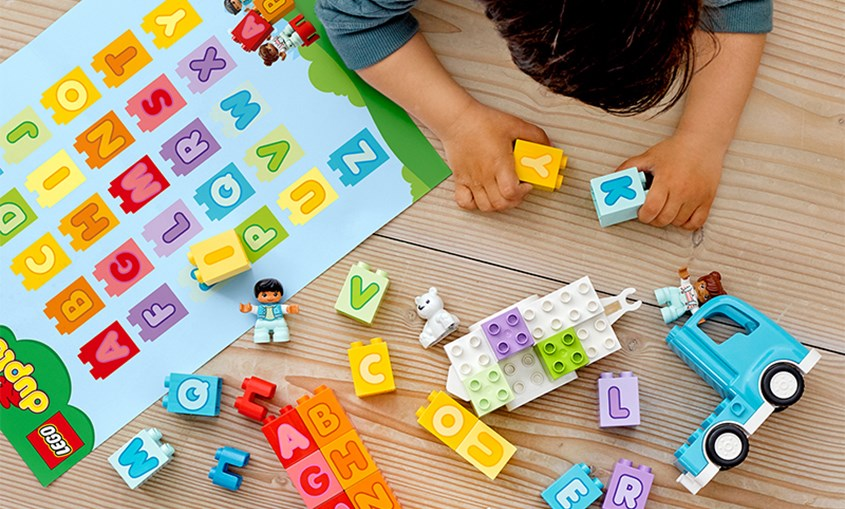 J O T Y
D I N S X
C H M R W
B G L Q V
A F P U Z
A B
Y
K
V
C
Q
W
A B
G H
N
O U
L
E
R
duplo
LEGO